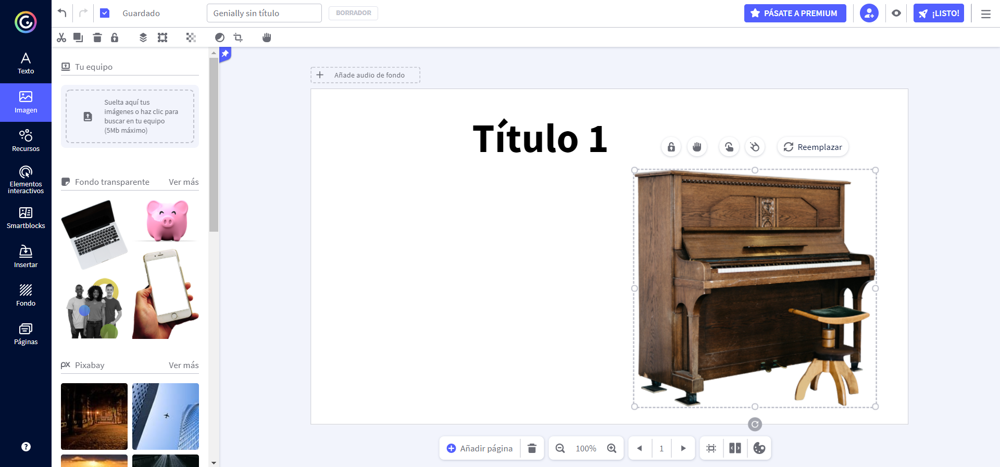 Guardado
Genially sin título
BORRADOR
PÁSATE A PREMIUM
¡LISTO!
Texto
Imagen
Recursos
Elementos
interactivos
Smartblocks
Insertar
Fondo
Páginas
Tu equipo
Suelta aquí tus
imágenes o haz clic para
buscar en tu equipo
(5Mb máximo)
Fondo transparente
Ver más
px Pixabay
Ver más
Añade audio de fondo
Título 1
Reemplazar
Añadir página
100%
1